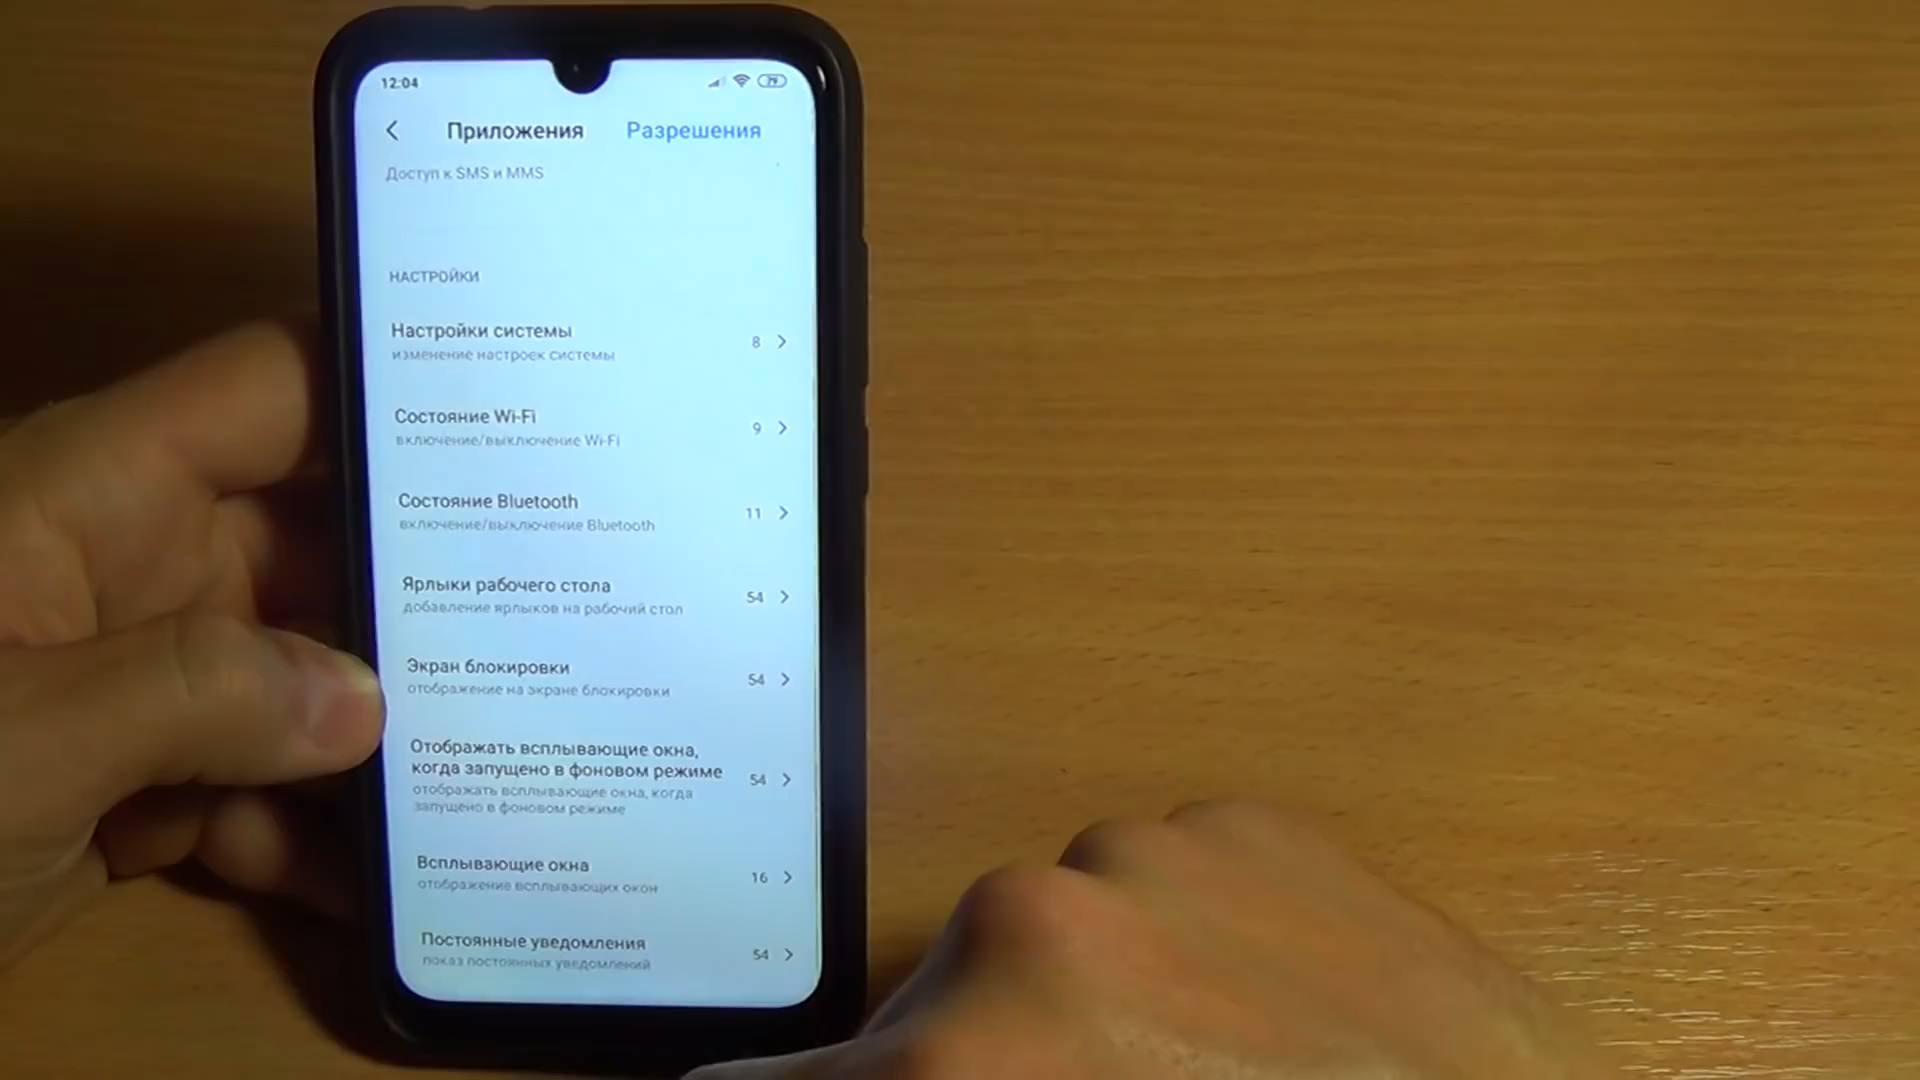 12:04
79
Приложения Разрешения
Доступ к SMS и MMS
НАСТРОЙКИ
Настройки системы
изменение настроек системы
8
Состояние Wi-Fi
включение/выключение Wi-Fi
9
Состояние Bluetooth
включение/выключение Bluetooth
11
Ярлыки рабочего стола
добавление ярлыков на рабочий стол
54
Экран блокировки
отображение на экране блокировки
54
Отображать всплывающие окна,
когда запущено в фоновом режиме
отображать всплывающие окна, когда
запущено в фоновом режиме
54
Всплывающие окна
отображение всплывающих окон
16
Постоянные уведомления
показ постоянных уведомлений
54